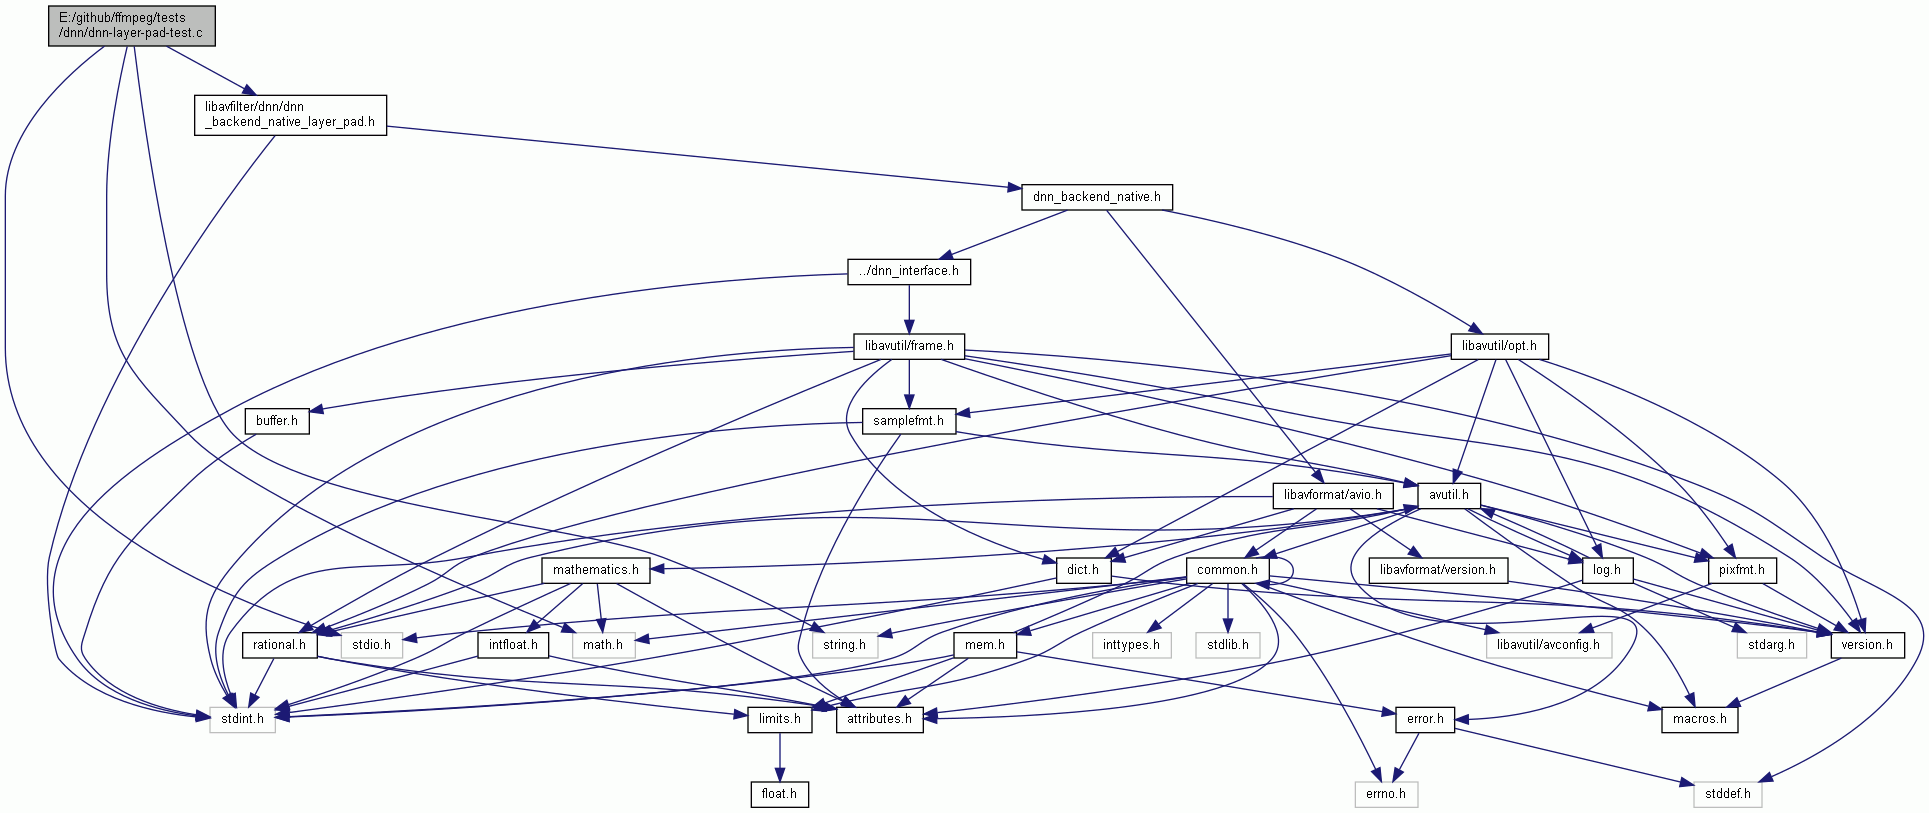 E:/github/ffmpeg/tests
/dnn/dnn-layer-pad-test.c
libavfilter/dnn/dnn
_backend_native_layer_pad.h
dnn_backend_native.h
../dnn_interface.h
libavutil/frame.h
libavutil/opt.h
buffer.h
samplefmt.h
libavformat/avio.h
avutil.h
mathematics.h
dict.h
common.h
libavformat/version.h
log.h
pixfmt.h
rational.h
stdio.h
intfloat.h
math.h
string.h
mem.h
inttypes.h
stdlib.h
libavutil/avconfig.h
stdarg.h
version.h
stdint.h
limits.h
attributes.h
error.h
macros.h
float.h
errno.h
stddef.h